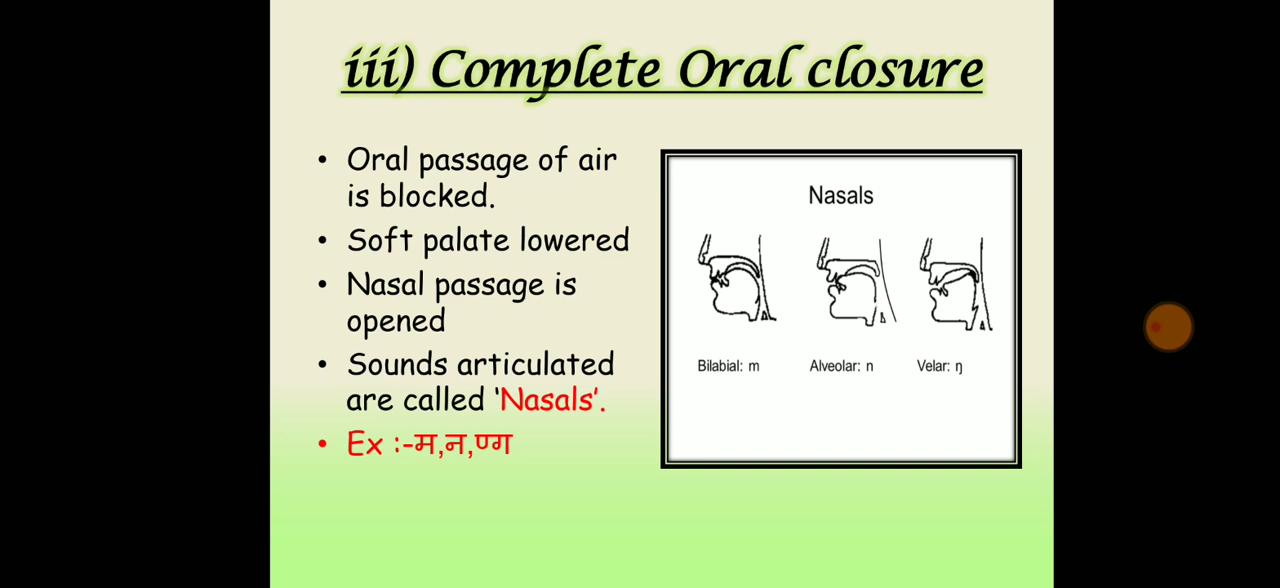 iii) Complete Oral closure
• Oral passage of air
is blocked.
• Soft palate lowered
• Nasal passage is
opened
• Sounds articulated
are called ‘Nasals’.
• Ex :-म,न,ण्ग
Nasals
Bilabial: m
Alveolar: n
Velar: ŋ